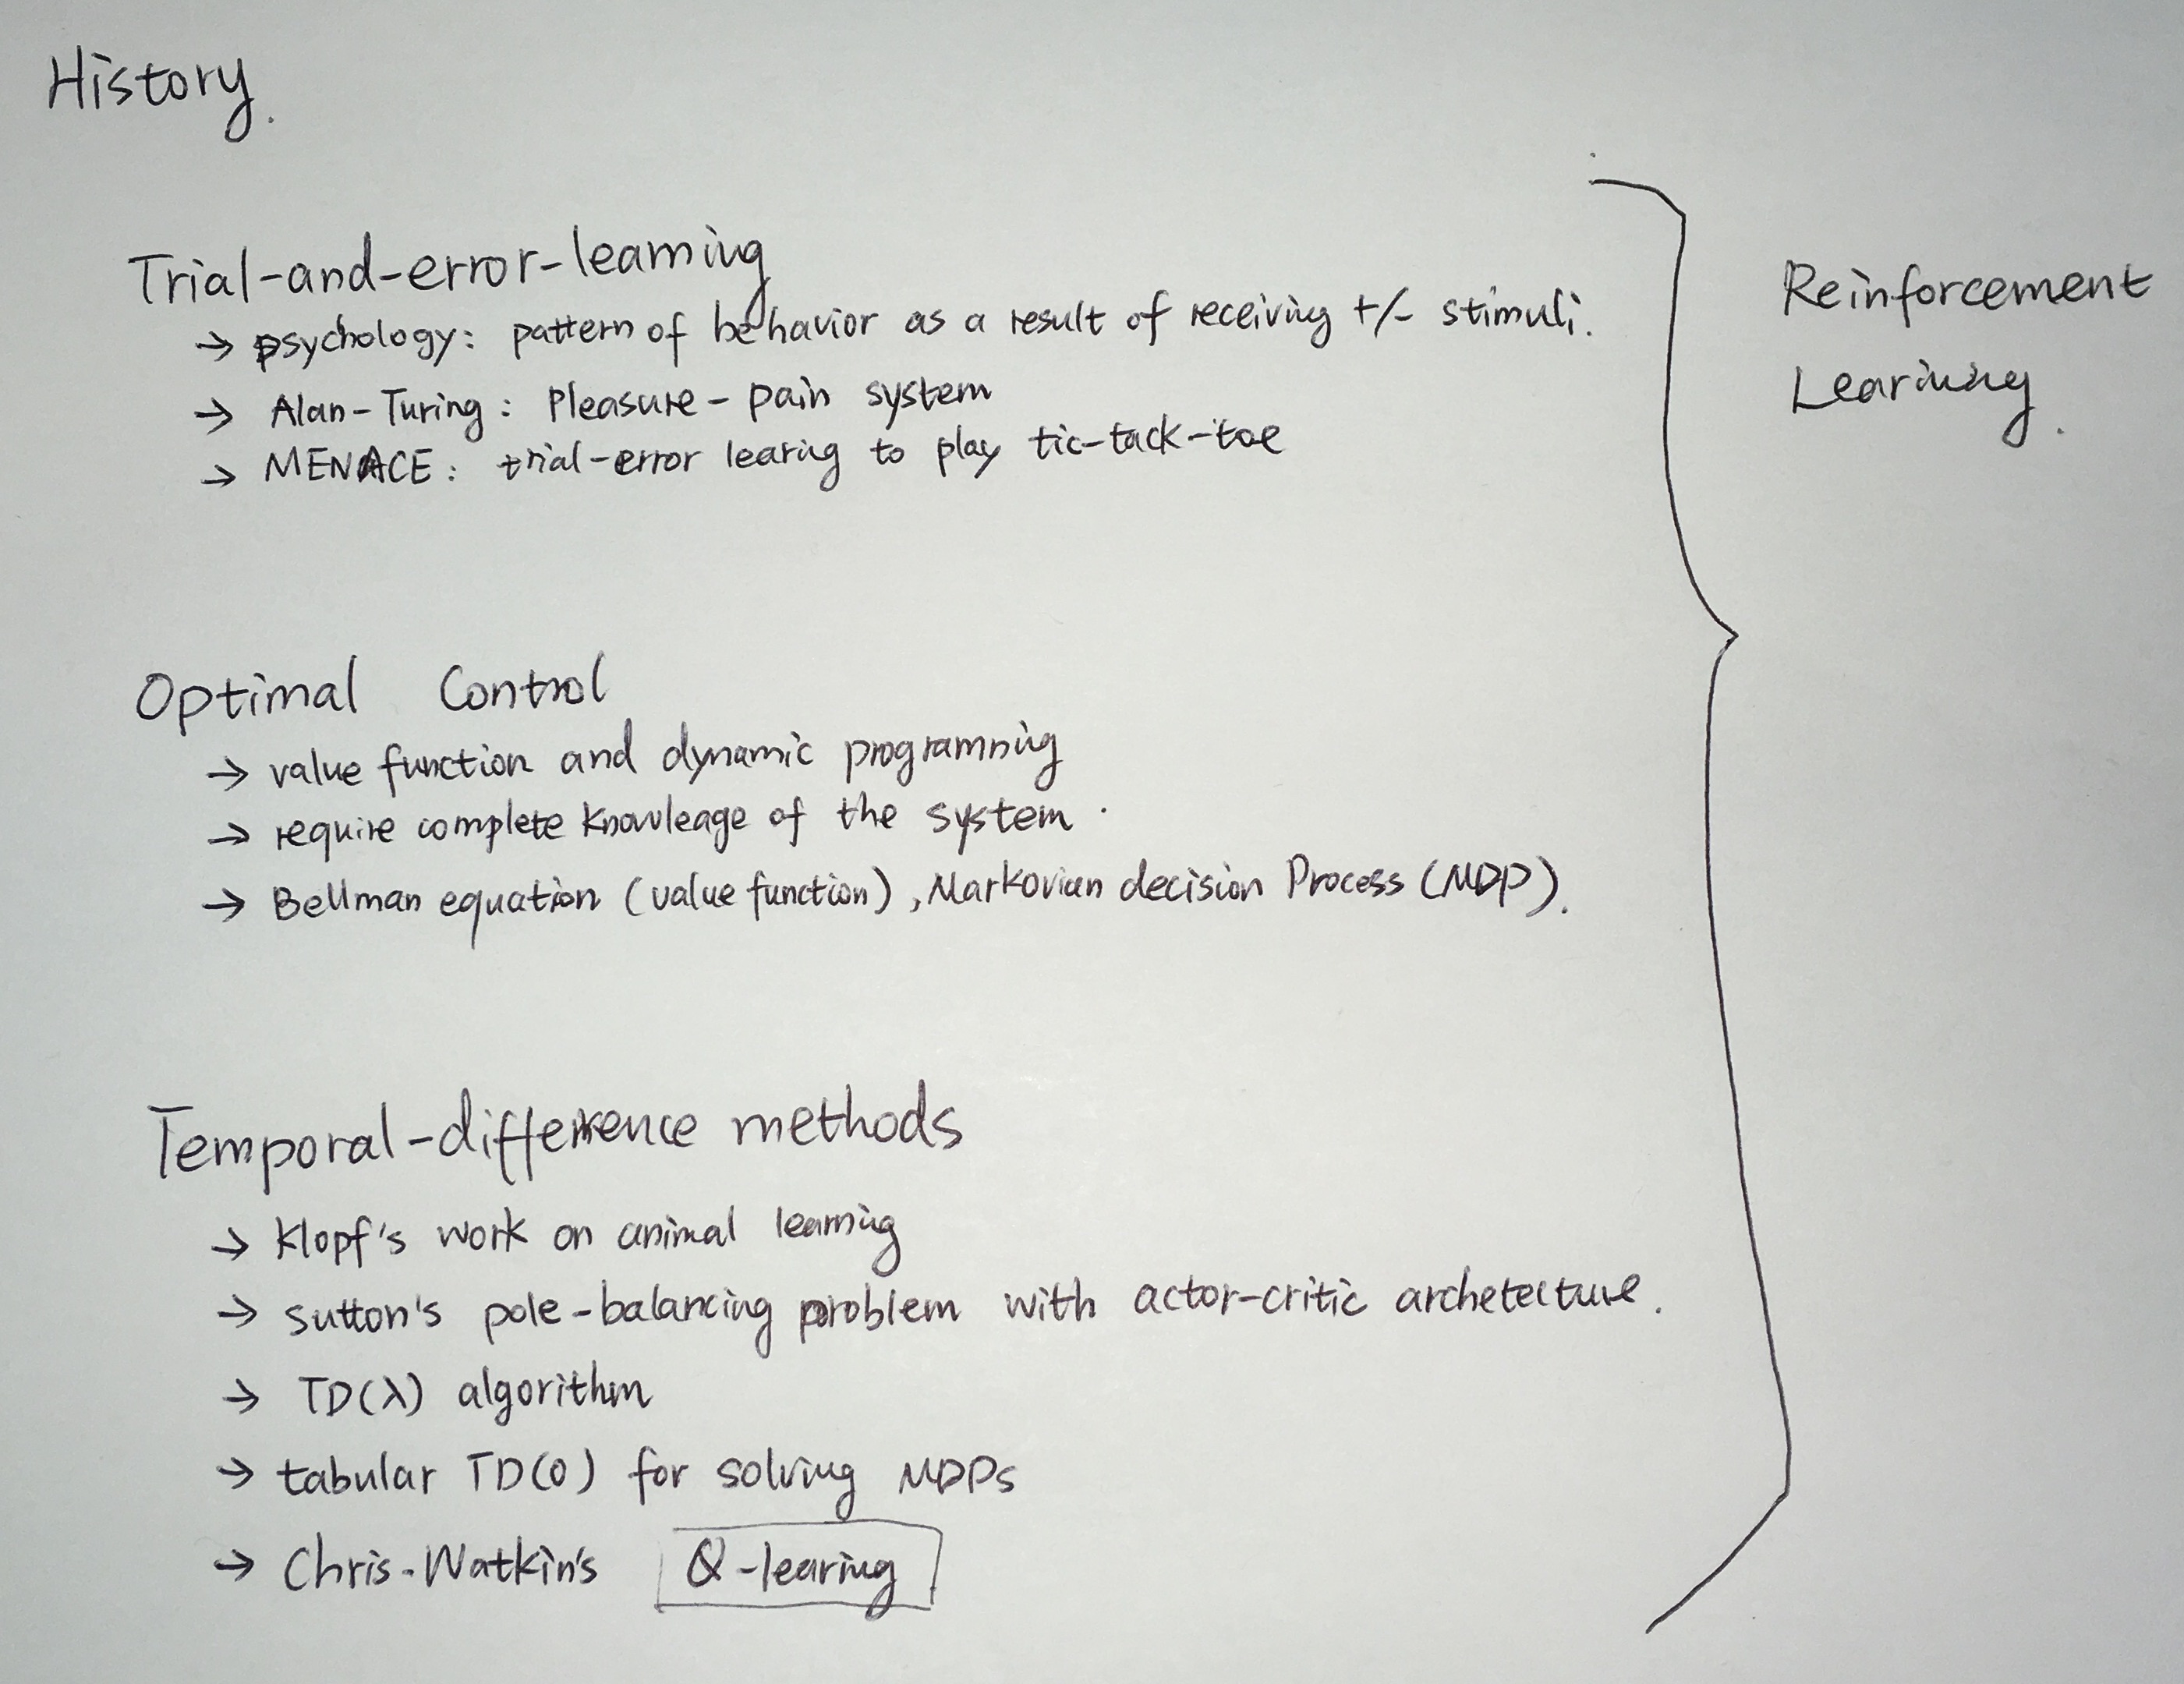 History.
Trial-and-error-learning
→ psychology: pattern of behavior as a result of receiving +/- stimuli.
→ Alan-Turing: Pleasure-pain system
→ MENACE: trial-error learing to play tic-tack-toe
Optimal Control
→ value function and dynamic programming
→ require complete knowleage of the system.
→ Bellman equation (value function), Markovian decision Process (MDP).
Temporal-difference methods
→ Klopf's work on animal learning
→ sutton's pole-balancing problem with actor-critic archetecture.
→ TD(λ) algorithm
→ tabular TD(0) for solving MDPs
→ Chris-Watkin's Q-learing
Reinforcement
Learning.